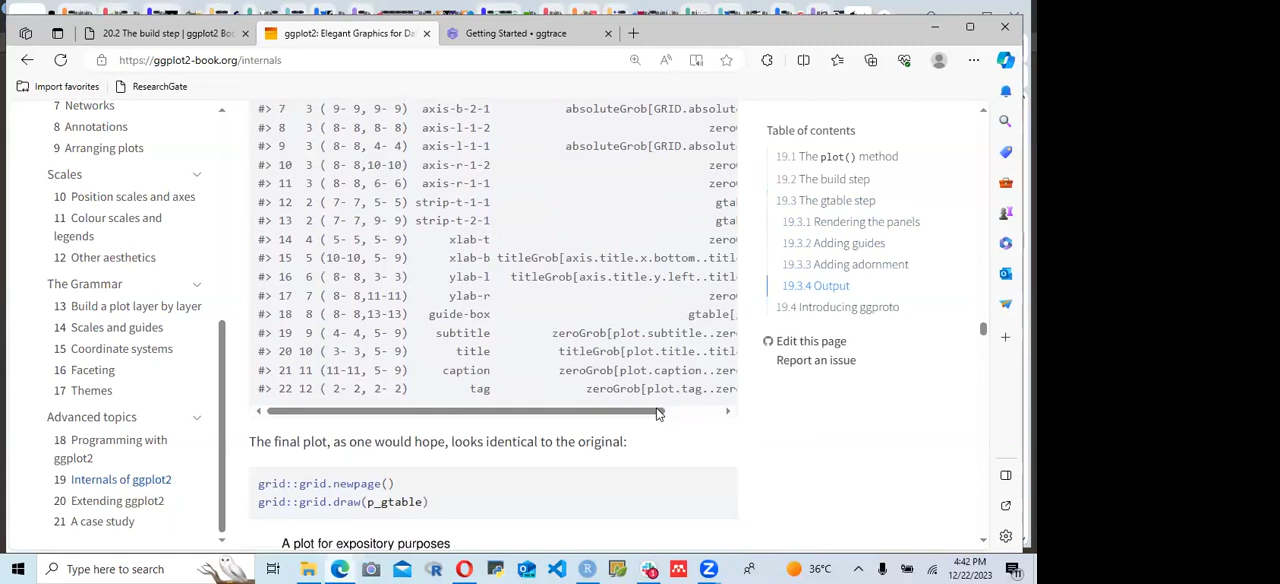 20.2 The build step | ggplot2 Bo
ggplot2: Elegant Graphics for Da
Getting Started • ggtrace
https://ggplot2-book.org/internals
Import favorites
ResearchGate
7 Networks
8 Annotations
9 Arranging plots
Scales
10 Position scales and axes
11 Colour scales and
legends
12 Other aesthetics
The Grammar
13 Build a plot layer by layer
14 Scales and guides
15 Coordinate systems
16 Faceting
17 Themes
Advanced topics
18 Programming with
ggplot2
19 Internals of ggplot2
20 Extending ggplot2
21 A case study
#> 7 3 ( 9- 9, 9- 9) axis-b-2-1 absoluteGrob[GRID.absolut
#> 8 3 ( 8- 8, 8- 8) axis-l-1-2 zero
#> 9 3 ( 8- 8, 4- 4) axis-l-1-1 absoluteGrob[GRID.absolut
#> 10 3 ( 8- 8,10-10) axis-r-1-2 zero
#> 11 3 ( 8- 8, 6- 6) axis-r-1-1 zero
#> 12 2 ( 7- 7, 5- 5) strip-t-1-1 gta
#> 13 2 ( 7- 7, 9- 9) strip-t-2-1 gta
#> 14 4 ( 5- 5, 5- 9) xlab-t zero
#> 15 5 (10-10, 5- 9) xlab-b titleGrob[axis.title.x.bottom..titl
#> 16 6 ( 8- 8, 3- 3) ylab-l titleGrob[axis.title.y.left..tit
#> 17 7 ( 8- 8,11-11) ylab-r zero
#> 18 8 ( 8- 8,13-13) guide-box gtable[
#> 19 9 ( 4- 4, 5- 9) subtitle zeroGrob[plot.subtitle..ze
#> 20 10 ( 3- 3, 5- 9) title titleGrob[plot.title..titl
#> 21 11 (11-11, 5- 9) caption zeroGrob[plot.caption..ze
#> 22 12 ( 2- 2, 2- 2) tag zeroGrob[plot.tag..ze
The final plot, as one would hope, looks identical to the original:
grid::grid.newpage()
grid::grid.draw(p_gtable)
A plot for expository purposes
Table of contents
19.1 The plot() method
19.2 The build step
19.3 The gtable step
19.3.1 Rendering the panels
19.3.2 Adding guides
19.3.3 Adding adornment
19.3.4 Output
19.4 Introducing ggproto
Edit this page
Report an issue
Type here to search
36°C
4:42 PM
12/22/2023